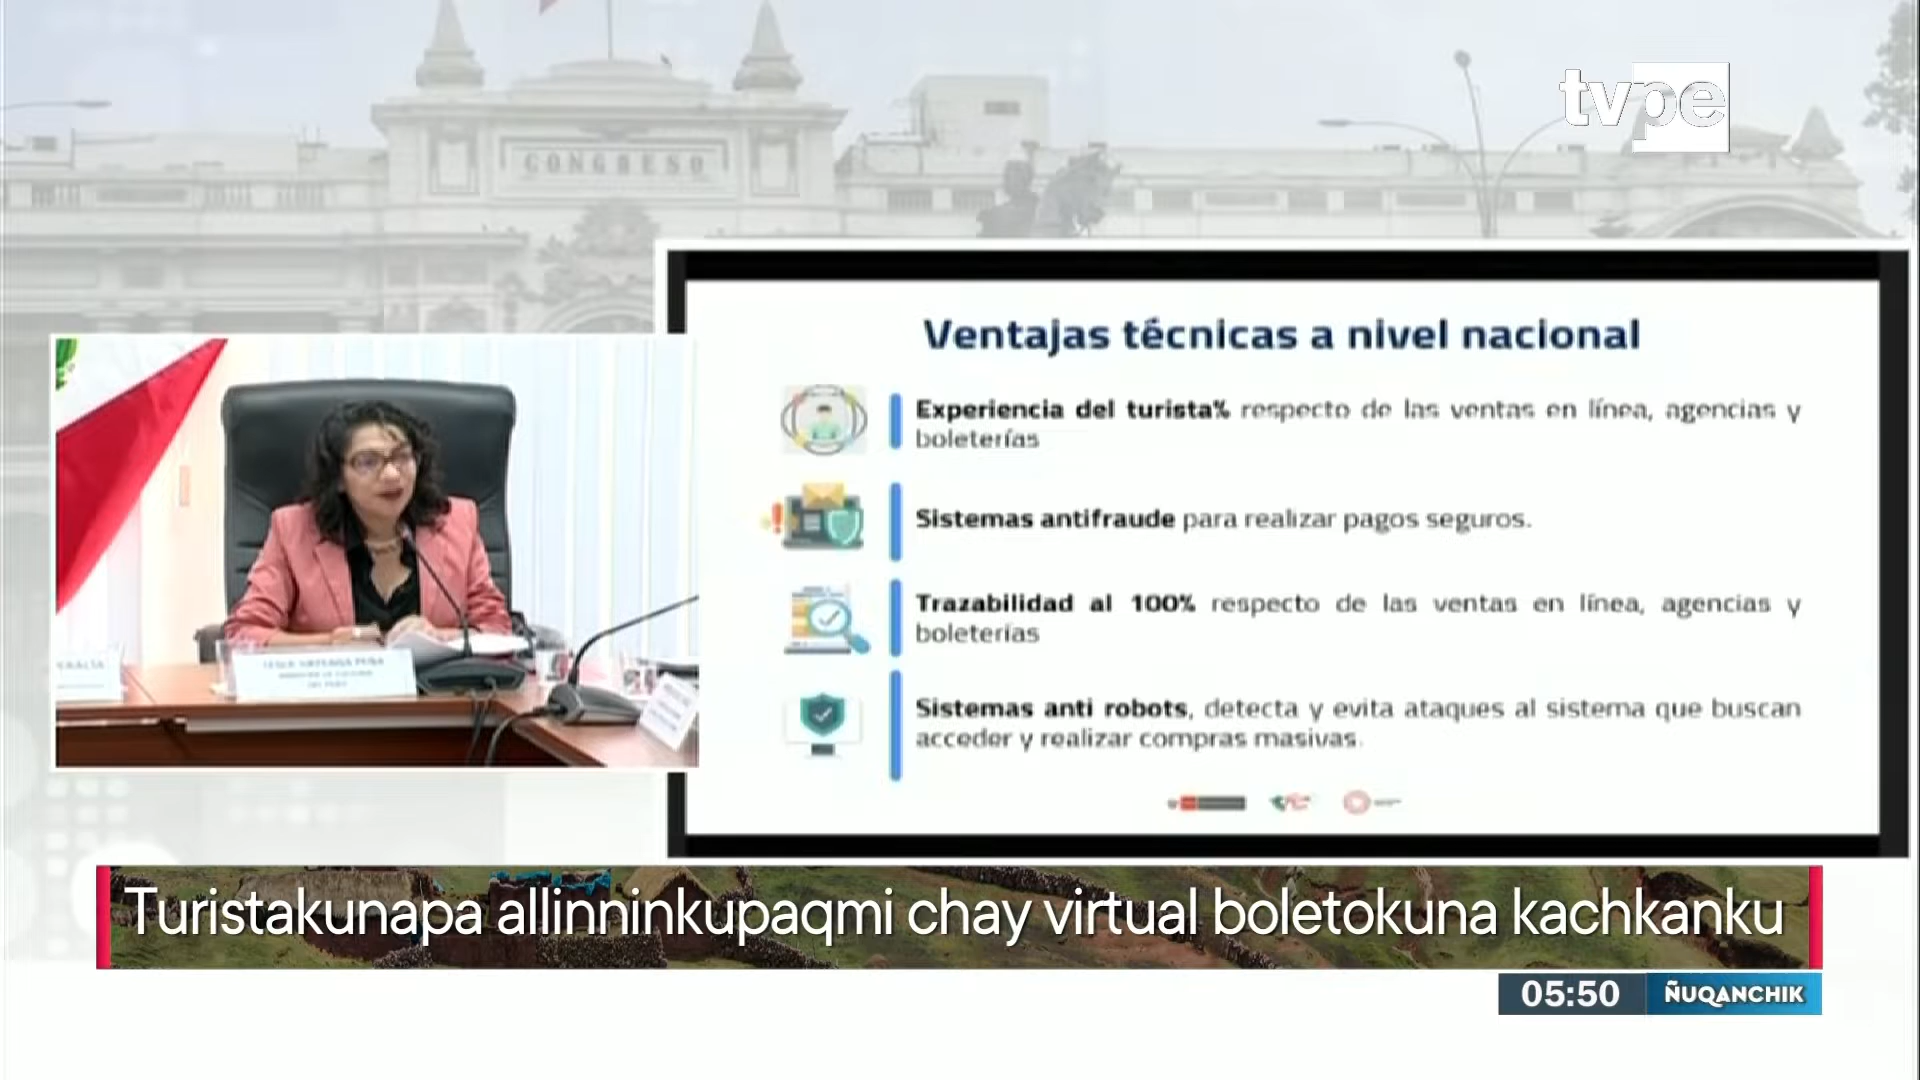 CONGRESO
tvpe
Ventajas técnicas a nivel nacional
Experiencia del turista% respecto de las ventas en línea, agencias y
boleterías
Sistemas antifraude para realizar pagos seguros.
Trazabilidad al 100% respecto de las ventas en línea, agencias y
boleterías
Sistemas anti robots, detecta y evita ataques al sistema que buscan
acceder y realizar compras masivas.
Turistakunapa allinninkupaqmi chay virtual boletokuna kachkanku
05:50
ÑUQANCHIK